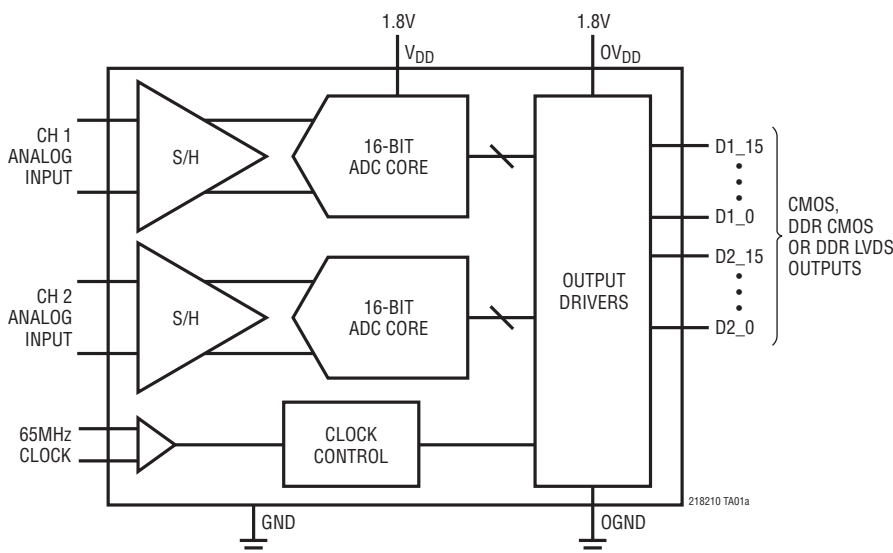 1.8V
1.8V
VDD
OVDD
CH 1
ANALOG
INPUT
S/H
16-BIT
ADC CORE
D1_15
D1_0
D2_15
D2_0
CMOS,
DDR CMOS
OR DDR LVDS
OUTPUTS
OUTPUT
DRIVERS
CH 2
ANALOG
INPUT
S/H
16-BIT
ADC CORE
65MHz
CLOCK
CLOCK
CONTROL
218210 TA01a
GND
OGND